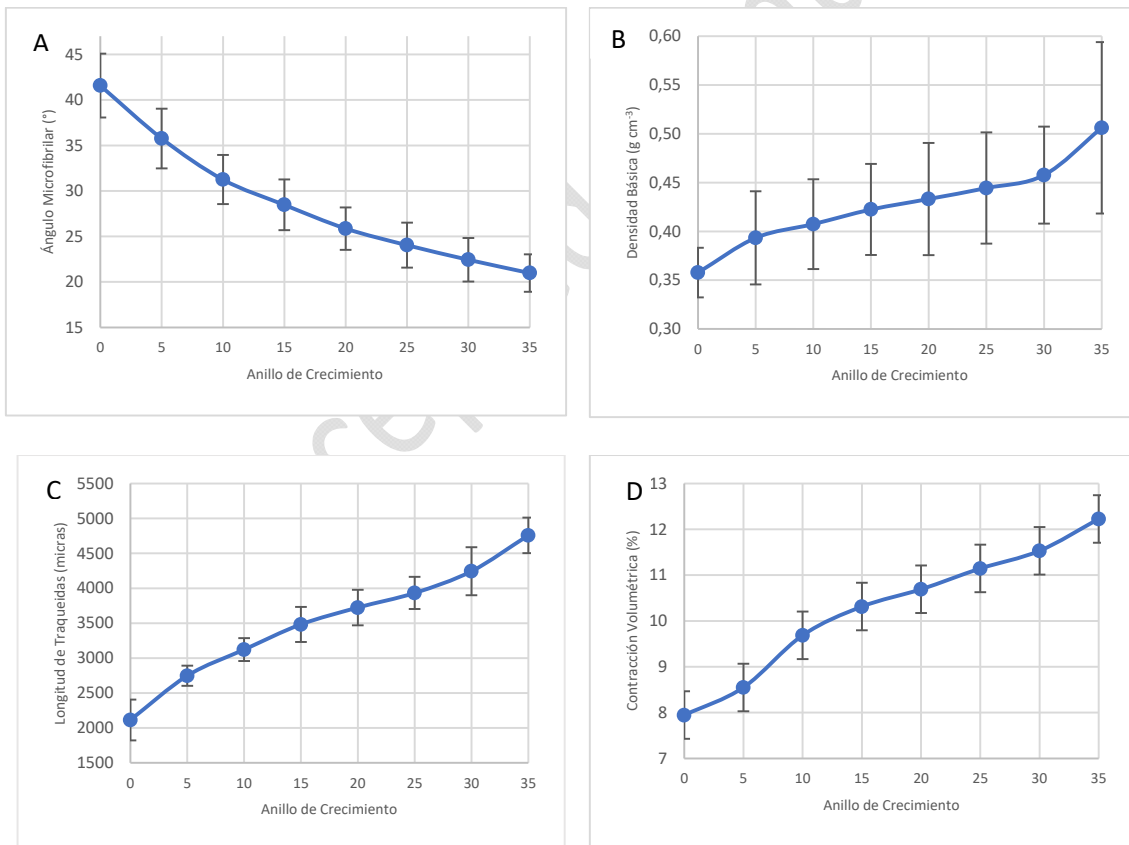 A
Ángulo Microfibrilar (°)
45
40
35
30
25
20
15
0 5 10 15 20 25 30 35
Anillo de Crecimiento
B
Densidad Básica (g cm⁻³)
0,60
0,50
0,45
0,40
0,35
0,30
0 5 10 15 20 25 30 35
Anillo de Crecimiento
C
Longitud de Traqueidas (micras)
5500
5000
4500
4000
3500
3000
2500
2000
1500
0 5 10 15 20 25 30 35
Anillo de Crecimiento
D
Contracción Volumétrica (%)
13
12
11
10
9
8
7
0 5 10 15 20 25 30 35
Anillo de Crecimiento